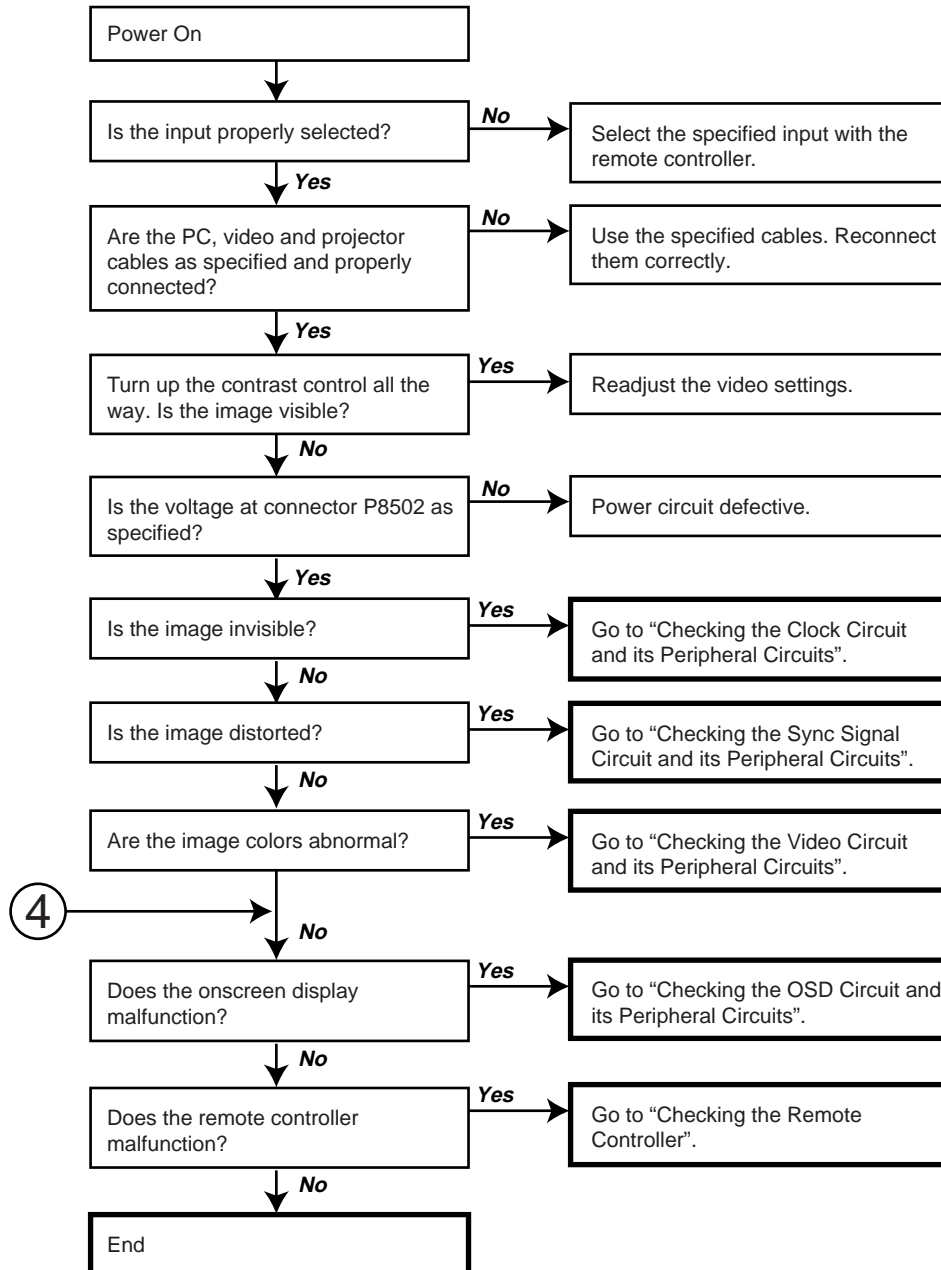 Power On
Is the input properly selected?
No
Select the specified input with the
remote controller.
Yes
Are the PC, video and projector
cables as specified and properly
connected?
No
Use the specified cables. Reconnect
them correctly.
Yes
Turn up the contrast control all the
way. Is the image visible?
Yes
Readjust the video settings.
No
Is the voltage at connector P8502 as
specified?
No
Power circuit defective.
Yes
Is the image invisible?
Yes
Go to “Checking the Clock Circuit
and its Peripheral Circuits”.
No
Is the image distorted?
Yes
Go to “Checking the Sync Signal
Circuit and its Peripheral Circuits”.
No
Are the image colors abnormal?
Yes
Go to “Checking the Video Circuit
and its Peripheral Circuits”.
4
No
Does the onscreen display
malfunction?
Yes
Go to “Checking the OSD Circuit and
its Peripheral Circuits”.
No
Does the remote controller
malfunction?
Yes
Go to “Checking the Remote
Controller”.
No
End